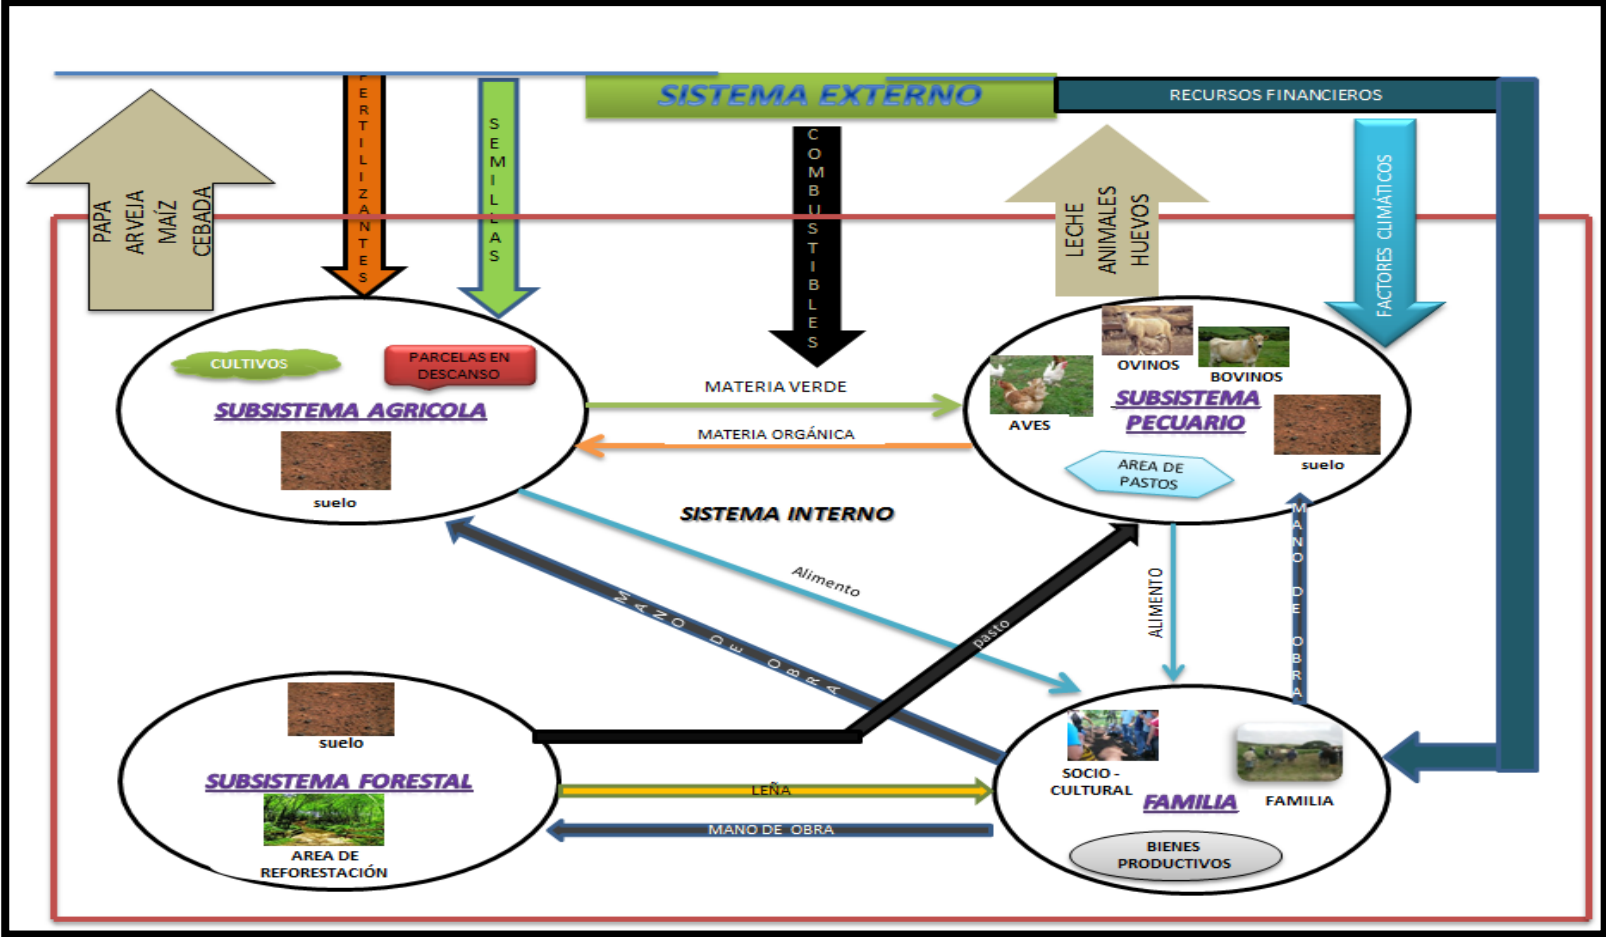 SISTEMA EXTERNO
RECURSOS FINANCIEROS
FERTILIZANTES
SEMILLAS
COMBUSTIBLES
FACTORES CLIMÁTICOS
PAPA
ARVEJA
MAÍZ
CEBADA
LECHE
ANIMALES
HUEVOS
CULTIVOS
PARCELAS EN
DESCANSO
SUBSISTEMA AGRICOLA
suelo
MATERIA VERDE
MATERIA ORGÁNICA
OVINOS
BOVINOS
AVES
SUBSISTEMA
PECUARIO
suelo
AREA DE
PASTOS
SISTEMA INTERNO
Alimento
MANO DE OBRA
pasto
ALIMENTO
MANO DE OBRA
suelo
SUBSISTEMA FORESTAL
AREA DE
REFORESTACIÓN
LEÑA
MANO DE OBRA
SOCIO -
CULTURAL
FAMILIA
FAMILIA
BIENES
PRODUCTIVOS